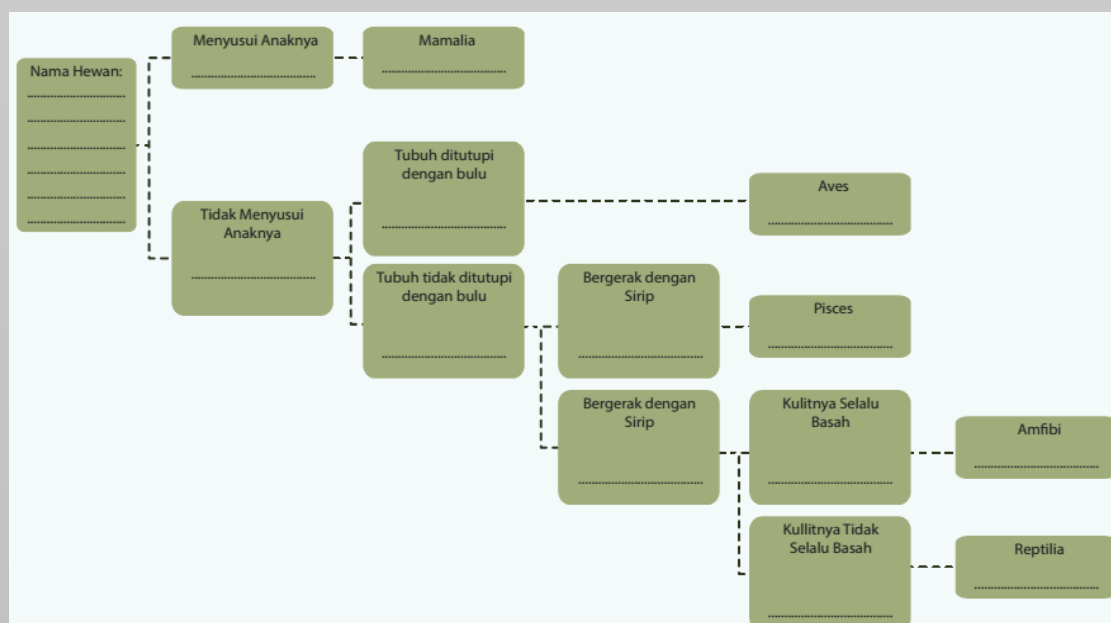 Nama Hewan:
Menyusui Anaknya
Mamalia
Tidak Menyusui
Anaknya
Tubuh ditutupi
dengan bulu
Aves
Tubuh tidak ditutupi
dengan bulu
Bergerak dengan
Sirip
Pisces
Bergerak dengan
Sirip
Kulitnya Selalu
Basah
Amfibi
Kullitnya Tidak
Selalu Basah
Reptilia